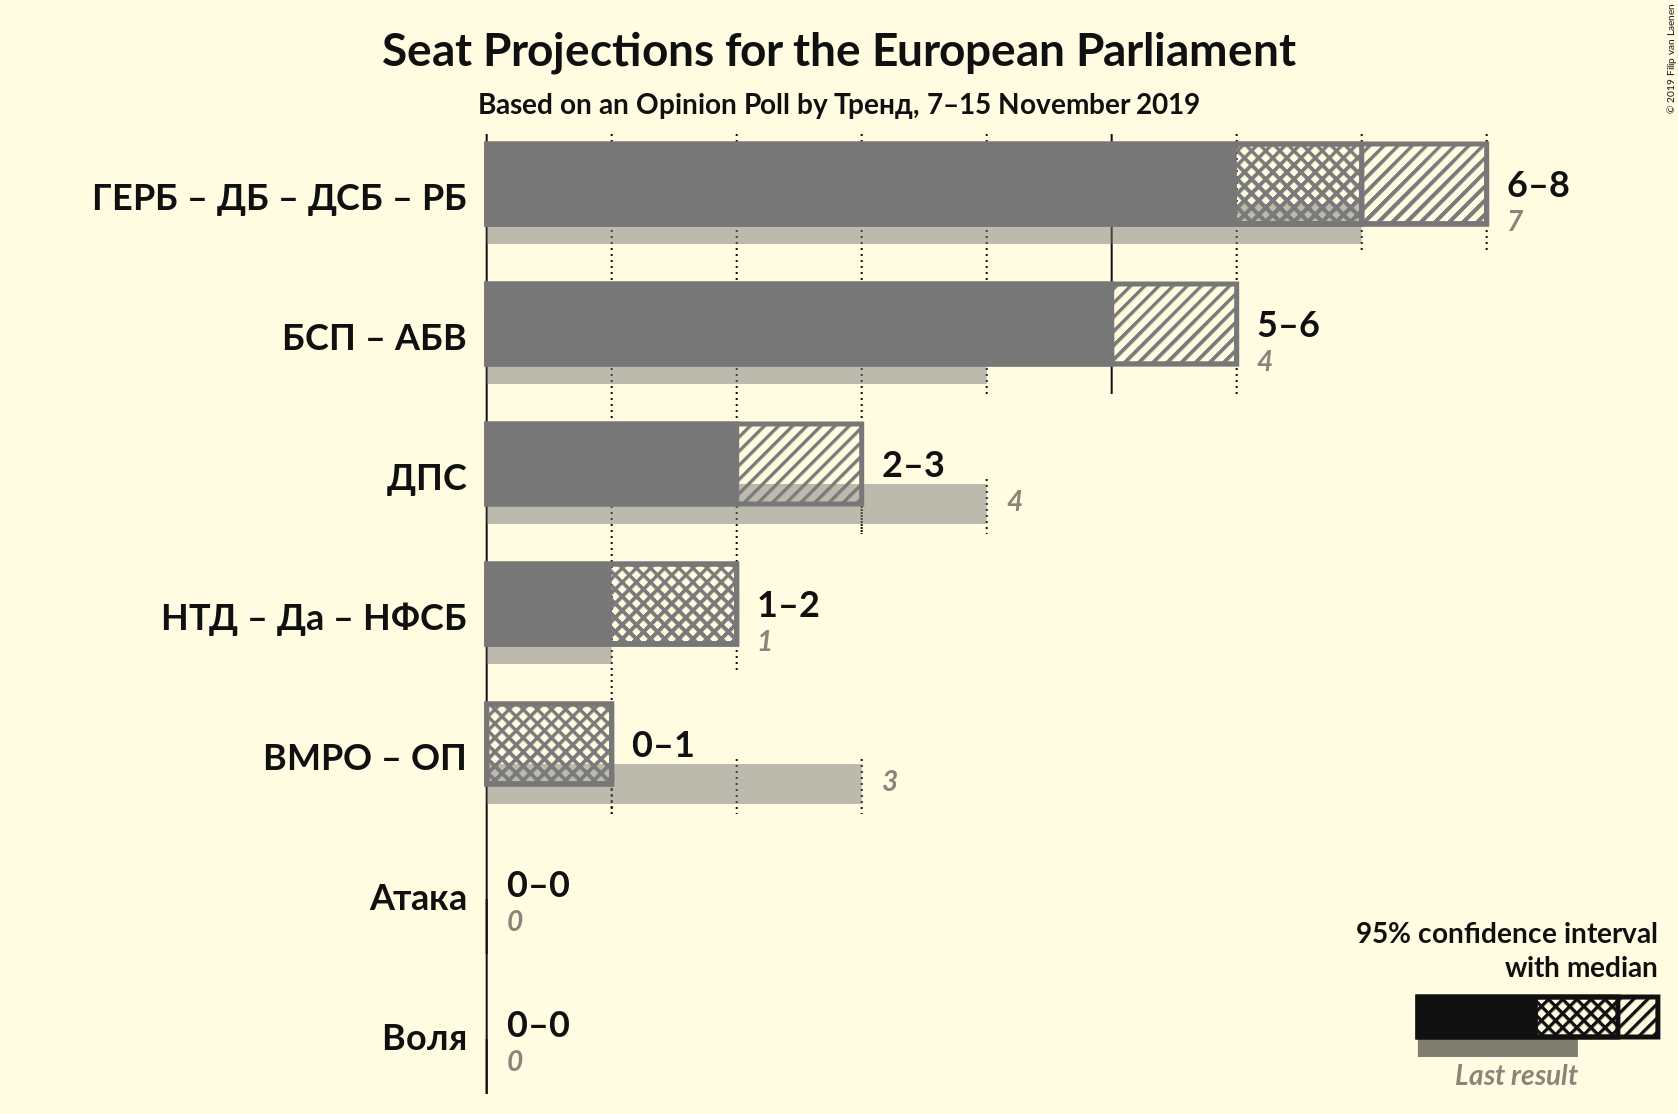 Seat Projections for the European Parliament
Based on an Opinion Poll by Тренд, 7–15 November 2019
© 2019 Filip van Laenen
ГЕРБ – ДБ – ДСБ – РБ
6–8
7
БСП – АБВ
5–6
4
ДПС
2–3
4
НТД – Да – НФСБ
1–2
1
ВМРО – ОП
0–1
3
Атака
0–0
0
Воля
0–0
0
95% confidence interval
with median
Last result